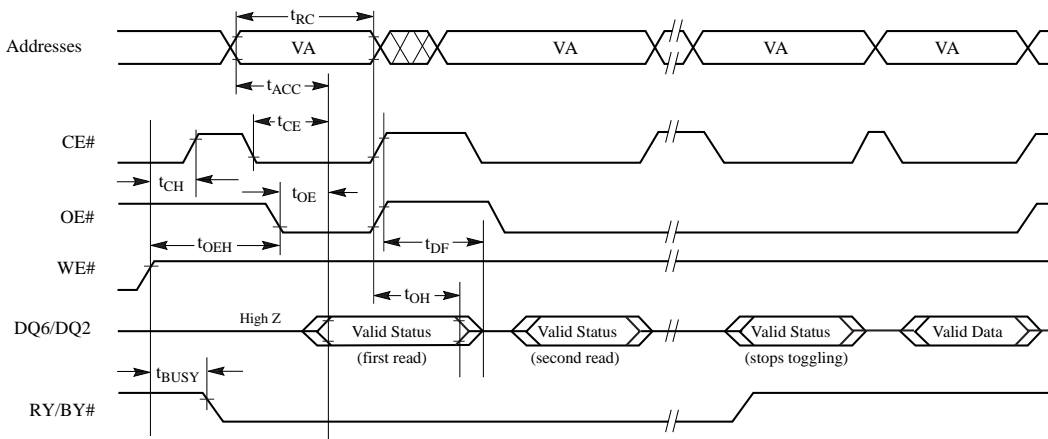 tRC
Addresses VA VA VA VA
tACC
tCE
CE#
tCH tOE
OE#
tOEH tDF
WE#
tOH
DQ6/DQ2 High Z Valid Status Valid Status Valid Status Valid Data
(first read) (second read) (stops toggling)
tBUSY
RY/BY#